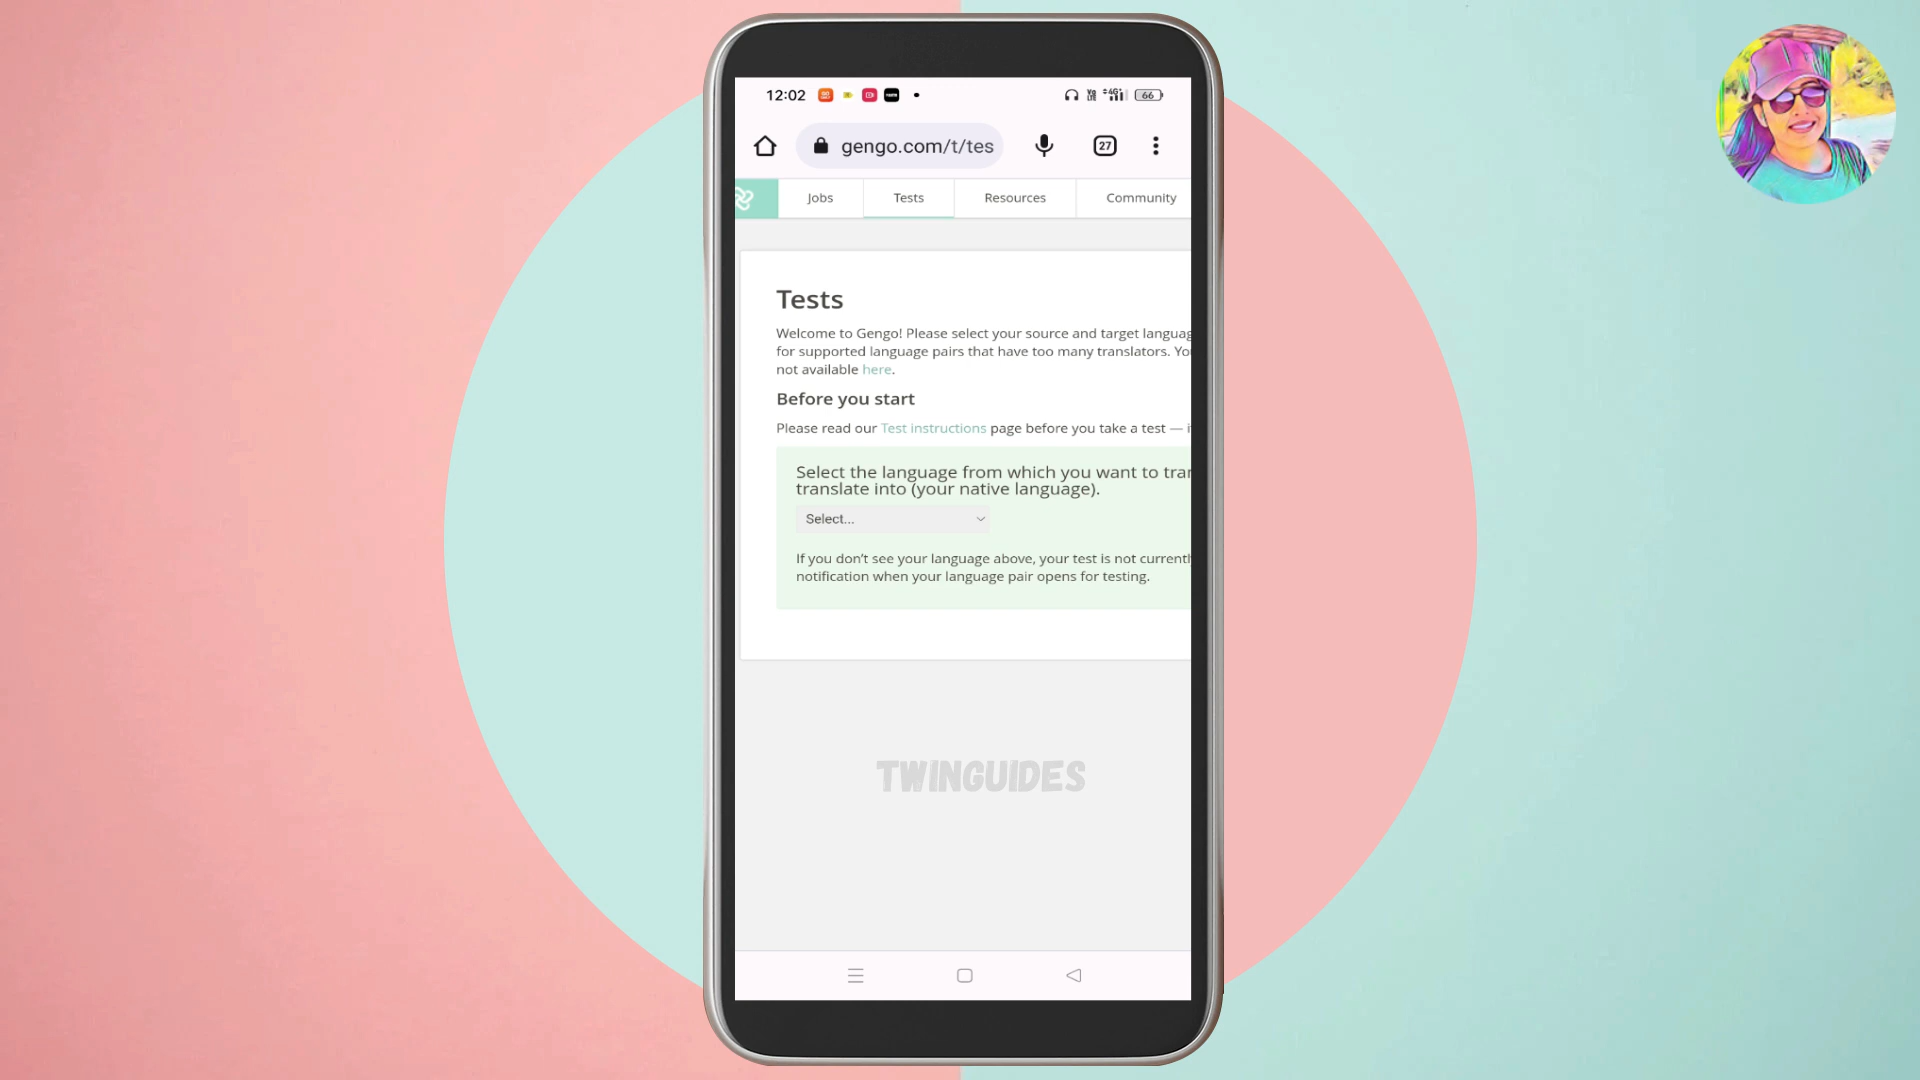 12:02
4G
66
gengo.com/t/tes
27
Jobs
Tests
Resources
Community
Tests
Welcome to Gengo! Please select your source and target languag
for supported language pairs that have too many translators. Yo
not available here.
Before you start
Please read our Test instructions page before you take a test — i
Select the language from which you want to tran
translate into (your native language).
Select...
If you don't see your language above, your test is not currentl
notification when your language pair opens for testing.
TWINGUIDES